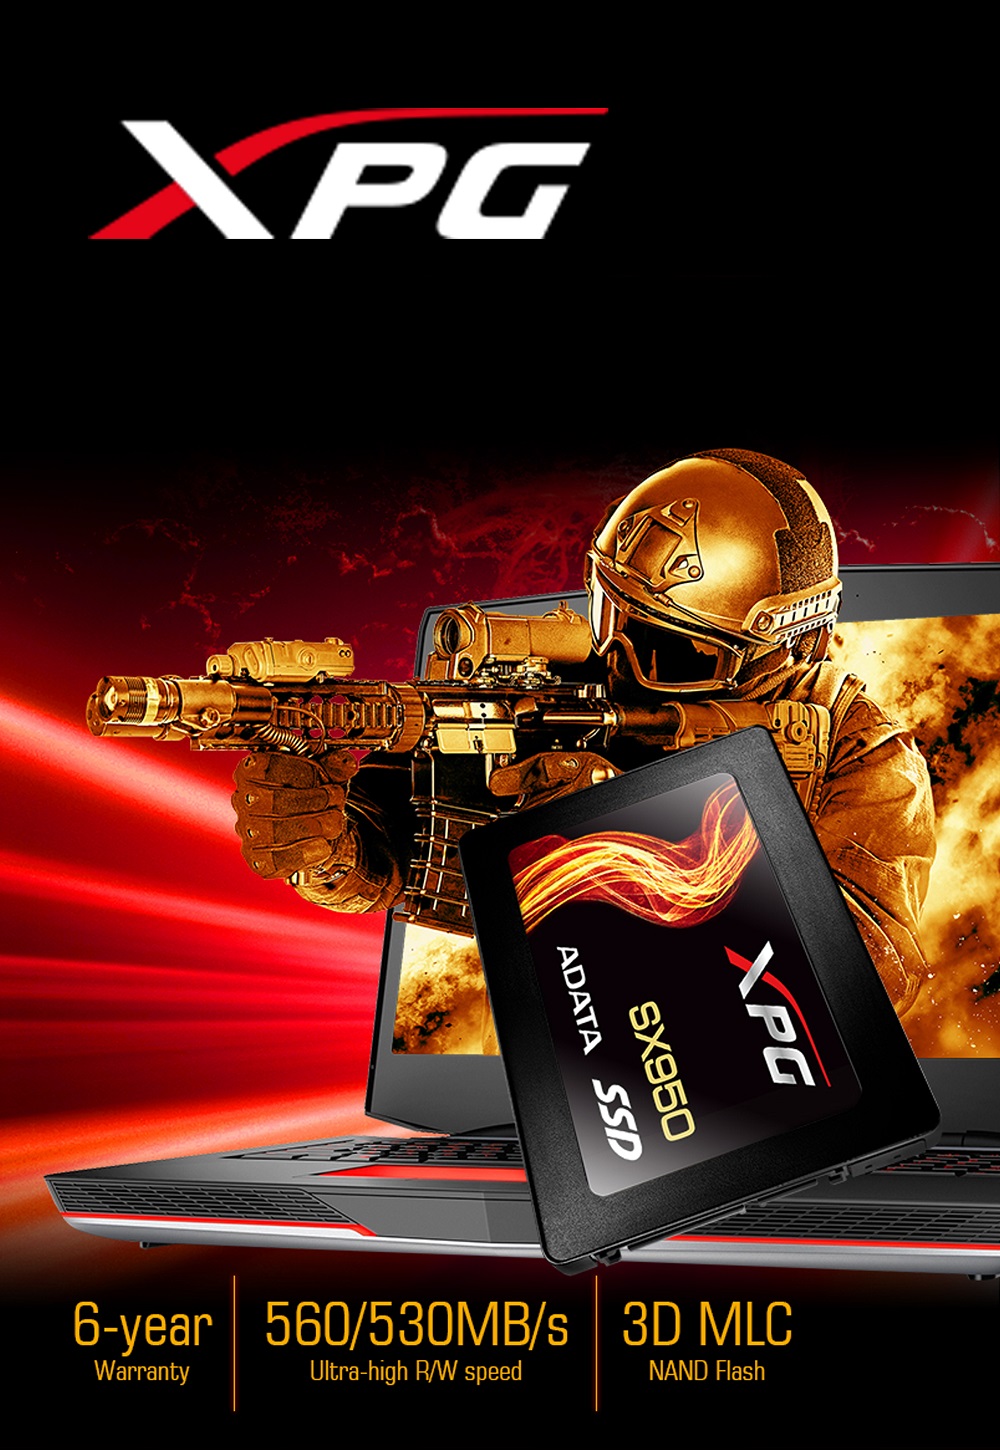 XPG
XPG
SX950
ADATA SSD
6-year
Warranty
560/530MB/s
Ultra-high R/W speed
3D MLC
NAND Flash